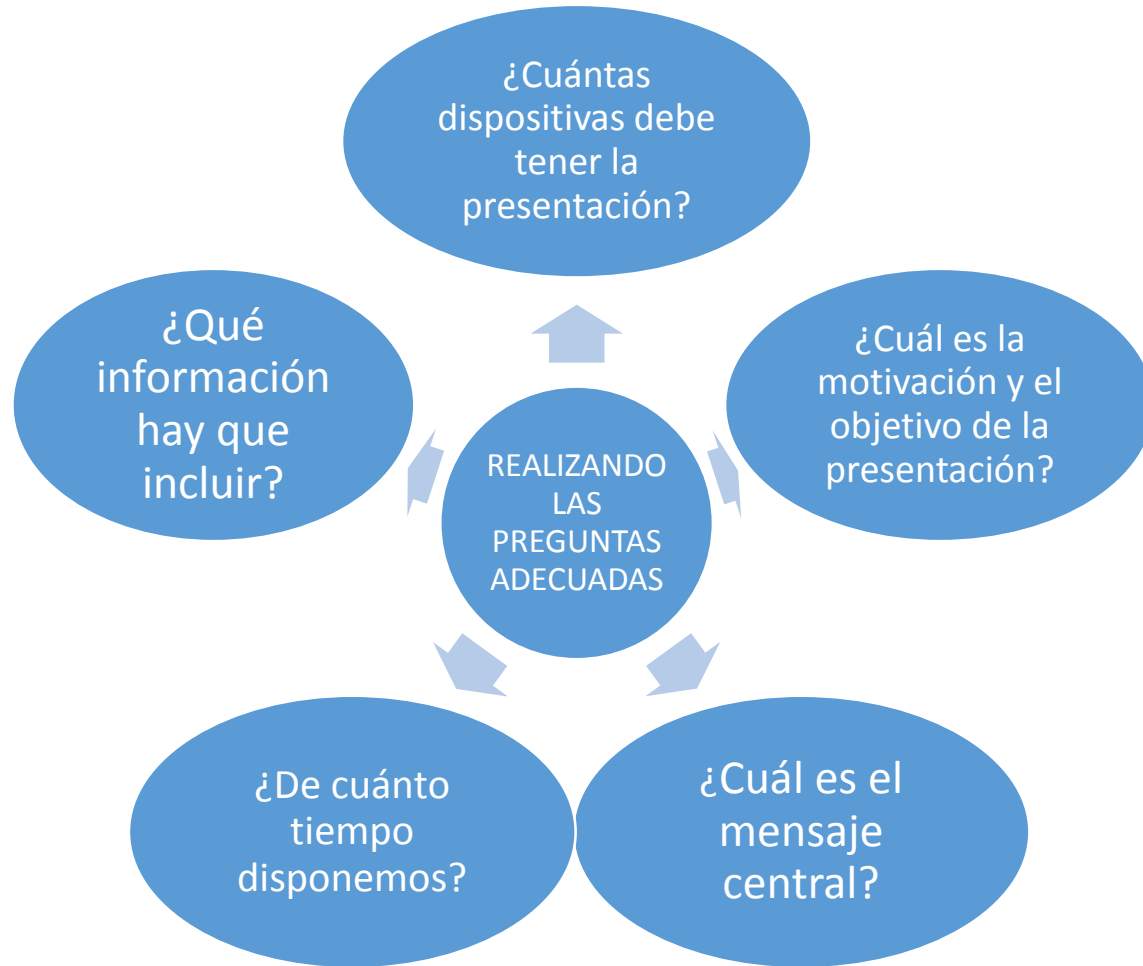 ¿Cuántas
dispositivas debe
tener la
presentación?
¿Qué
información
hay que
incluir?
¿Cuál es la
motivación y el
objetivo de la
presentación?
REALIZANDO
LAS
PREGUNTAS
ADECUADAS
¿De cuánto
tiempo
disponemos?
¿Cuál es el
mensaje
central?